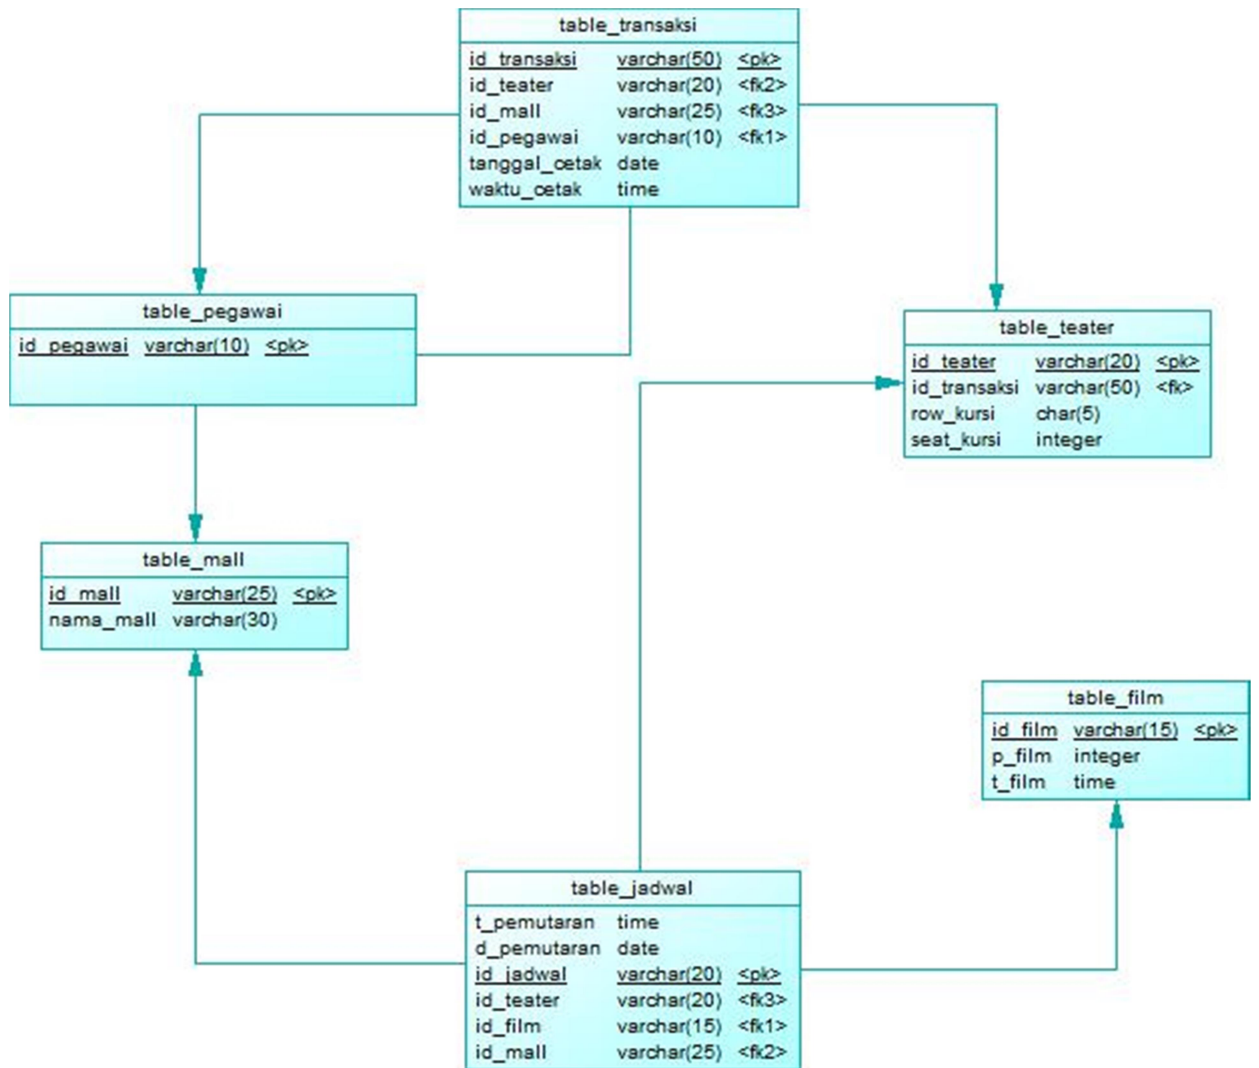 table_transaksi
id_transaksi varchar(50) <pk>
id_teater varchar(20) <fk2>
id_mall varchar(25) <fk3>
id_pegawai varchar(10) <fk1>
tanggal_cetak date
waktu_cetak time
table_pegawai
id_pegawai varchar(10) <pk>
table_teater
id_teater varchar(20) <pk>
id_transaksi varchar(50) <fk>
row_kursi char(5)
seat_kursi integer
table_mall
id_mall varchar(25) <pk>
nama_mall varchar(30)
table_film
id_film varchar(15) <pk>
p_film integer
t_film time
table_jadwal
t_pemutaran time
d_pemutaran date
id_jadwal varchar(20) <pk>
id_teater varchar(20) <fk3>
id_film varchar(15) <fk1>
id_mall varchar(25) <fk2>